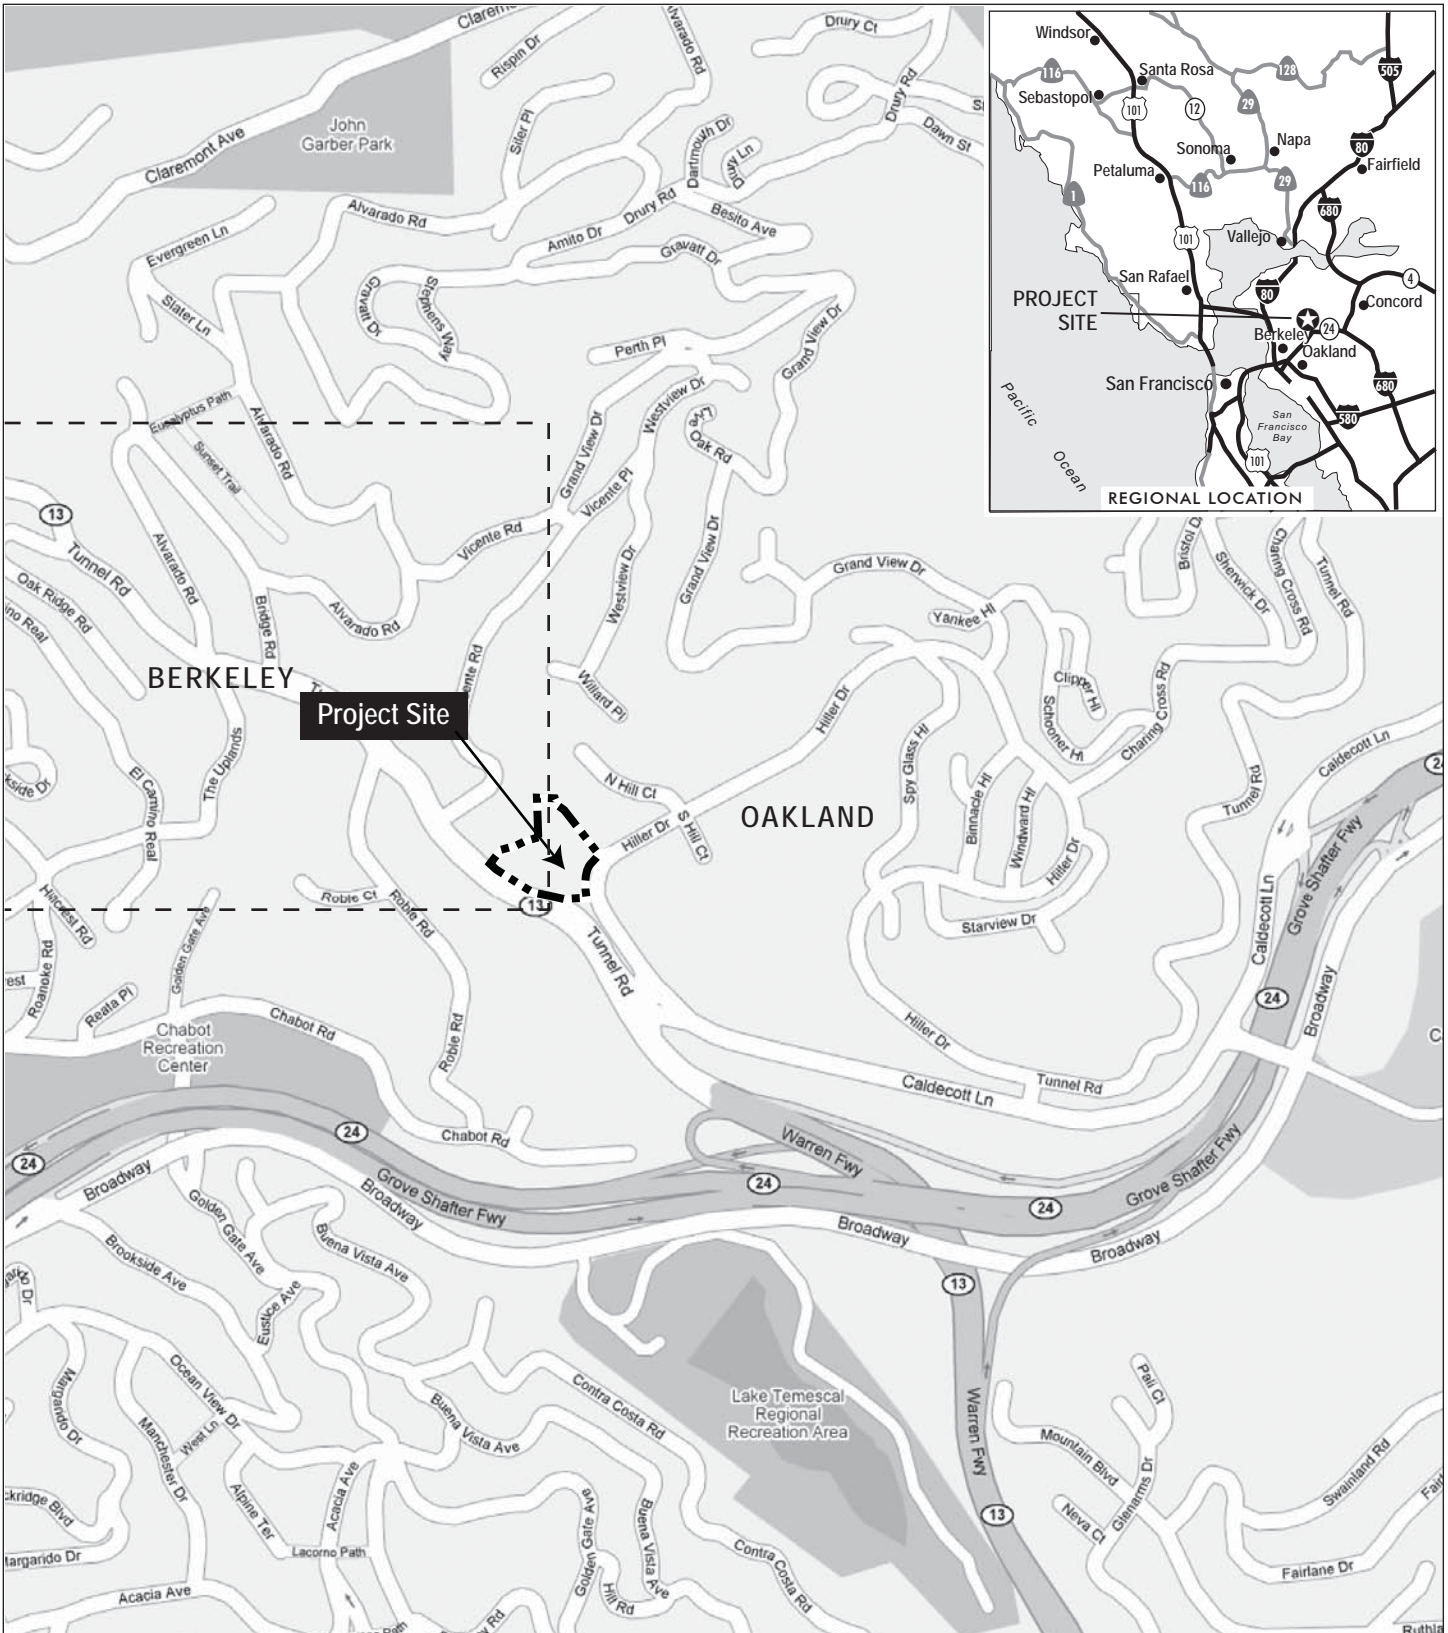 Claremont Ave
Rispin Dr
Alvarado Rd
Drury Ct
Drury Rd
Dawn St
John
Garber Park
Siler Pl
Dartmouth Dr
Drury Ln
Evergreen Ln
Alvarado Rd
Amito Dr
Drury Rd
Besito Ave
Gravatt Dr
Slater Ln
Gravatt Dr
Stephens Way
Perth Pl
Grand View Dr
Westview Dr
Eucalyptus Path
Alvarado Rd
Sunset Trail
Live
Oak Rd
Grand View Dr
Vicente Pl
13
Tunnel Rd
Alvarado Rd
Vicente Rd
Oak Ridge Rd
Bridge Rd
Alvarado Rd
Westview Dr
Grand View Dr
Grand View Dr
Yankee Hl
Bristol D
Sherwick Dr
Charing Cross Rd
Tunnel Rd
ino Real
BERKELEY
ente Rd
Willard Pl
Project Site
Hiller Dr
Clipper Hl
Schooner Hl
Charing Cross Rd
Spy Glass Hl
The Uplands
El Camino Real
kside Dr
N Hill Ct
S Hill Ct
Hiller Dr
OAKLAND
Binnacle Hl
Windward Hl
Hiller Dr
Tunnel Rd
Caldecott Ln
Grove Shafter Fwy
Hillcrest Rd
Roble Ct
Roble Rd
13
Starview Dr
Caldecott Ln
Golden Gate Ave
Tunnel Rd
Roanoke Rd
rest
Reata Pl
24
Broadway
Chabot
Recreation
Center
Chabot Rd
Roble Rd
Hiller Dr
Caldecott Ln
Tunnel Rd
24
24
Chabot Rd
Warren Fwy
24
24
Grove Shafter Fwy
Broadway
Grove Shafter Fwy
Broadway
Broadway
Broadway
Golden Gate Ave
Buena Vista Ave
Brookside Ave
Eustice Ave
13
Margarido Dr
Ocean View Dr
West Ln
Manchester Dr
Buena Vista Ave
Contra Costa Rd
Lake Temescal
Regional
Recreation Area
Warren Fwy
Pali Ct
Mountain Blvd
Glenarms Dr
Swainland Rd
ckridge Blvd
Alpine Ter
Acacia Ave
Golden Gate Ave
Buena Vista Ave
13
Neva Ct
Margarido Dr
Lacorno Path
Contra Costa Rd
Fairlane Dr
Acacia Ave
Hill Rd
Ruthla
Windsor
116
Santa Rosa
128
505
Sebastopol
101
12
29
Sonoma
Napa
80
Fairfield
Petaluma
116
29
1
680
101
Vallejo
San Rafael
80
4
PROJECT
SITE
24
Concord
Berkeley
Oakland
San Francisco
680
Pacific
Ocean
San
Francisco
Bay
580
101
REGIONAL LOCATION